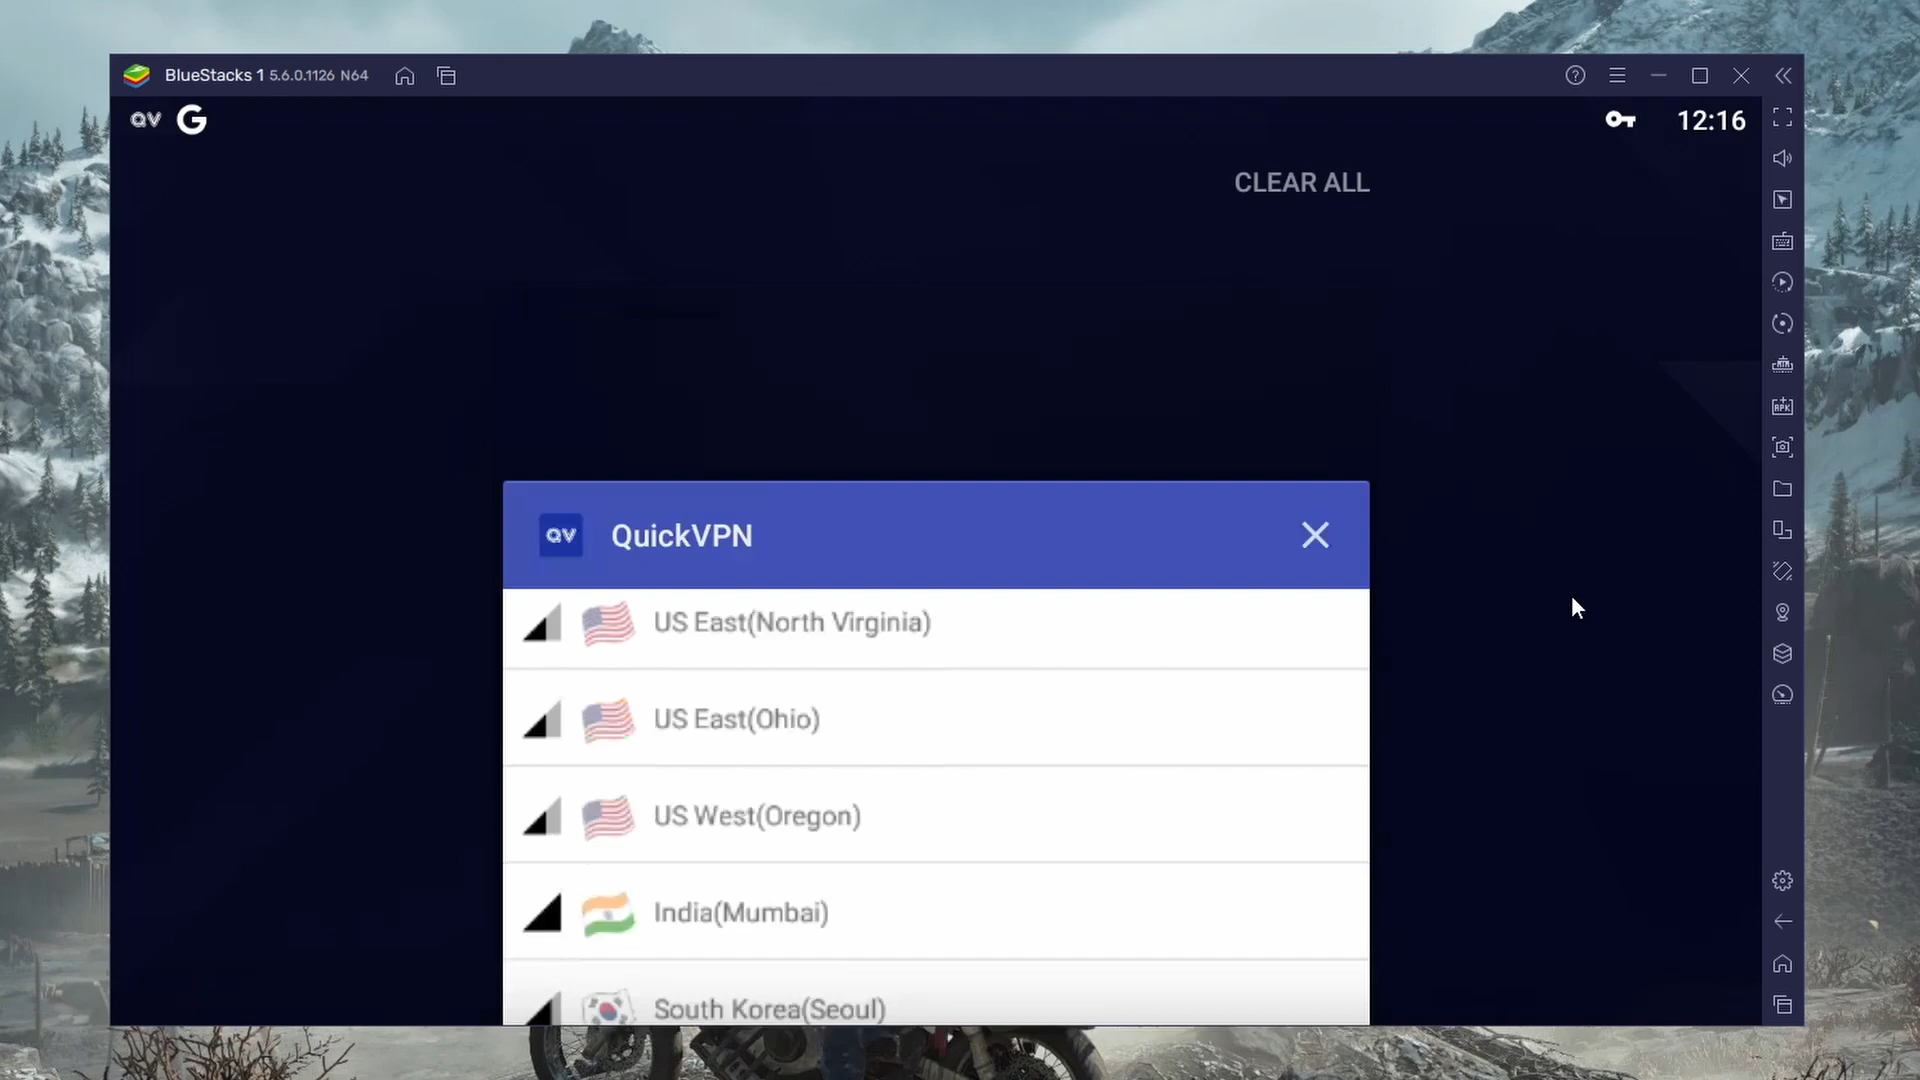 BlueStacks 1 5.6.0.1126 N64
QV G
12:16
CLEAR ALL
QV QuickVPN
US East(North Virginia)
US East(Ohio)
US West(Oregon)
India(Mumbai)
South Korea(Seoul)
APK